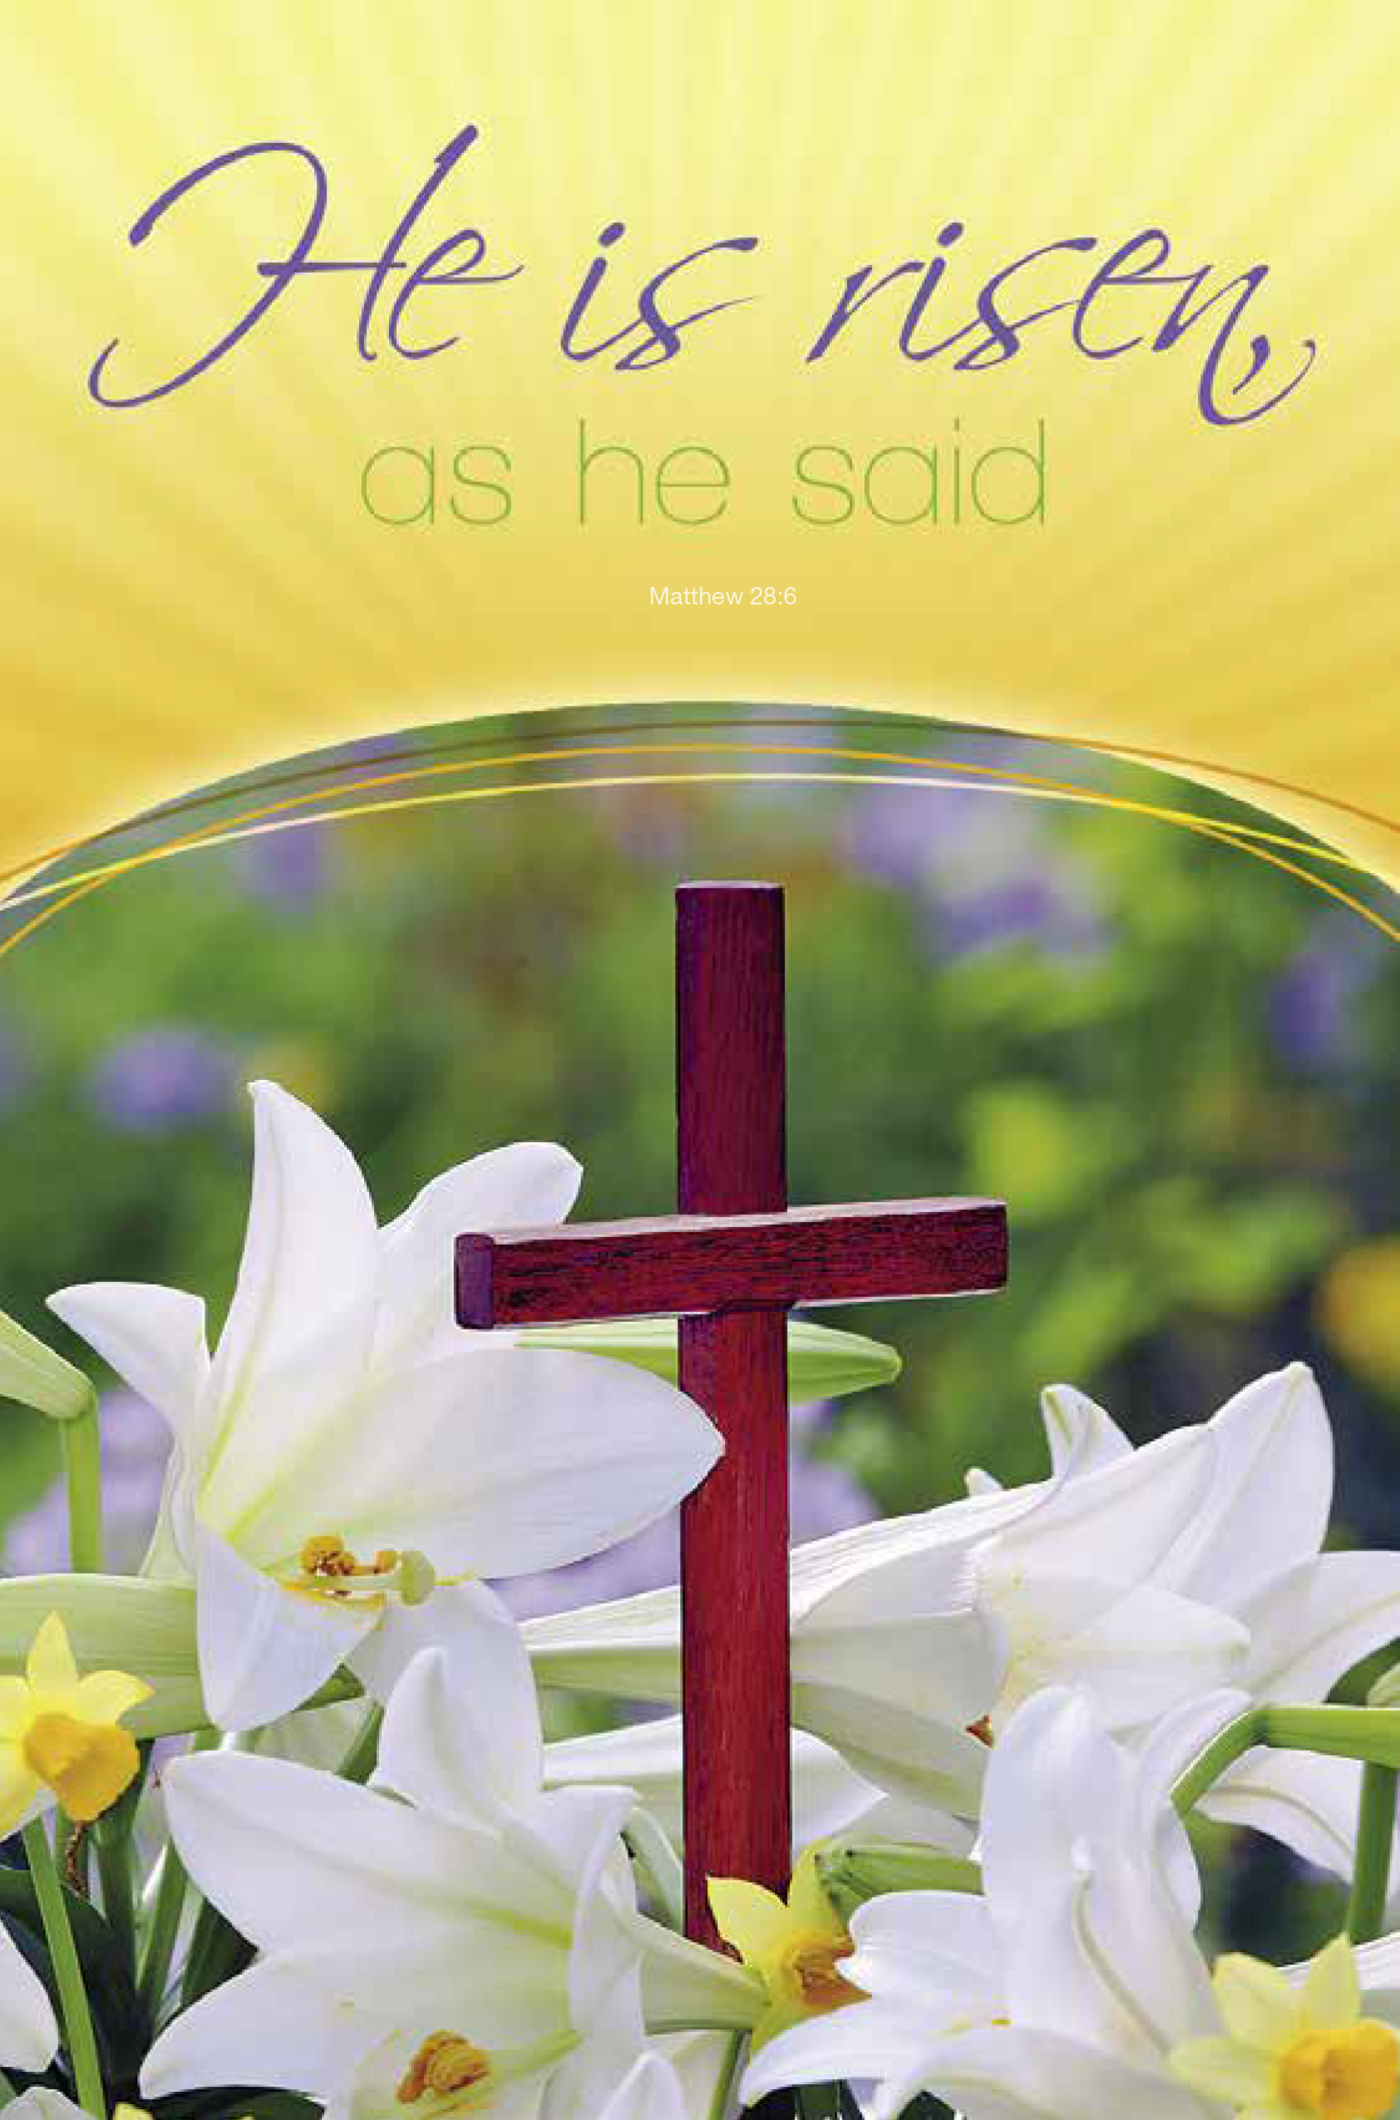 He is risen,
as he said
Matthew 28:6